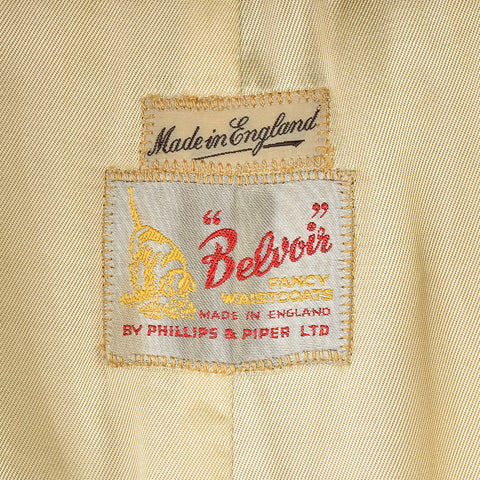 Made in England
"Belvoir"
FANCY
WAISTCOATS
MADE IN ENGLAND
BY PHILLIPS & PIPER LTD